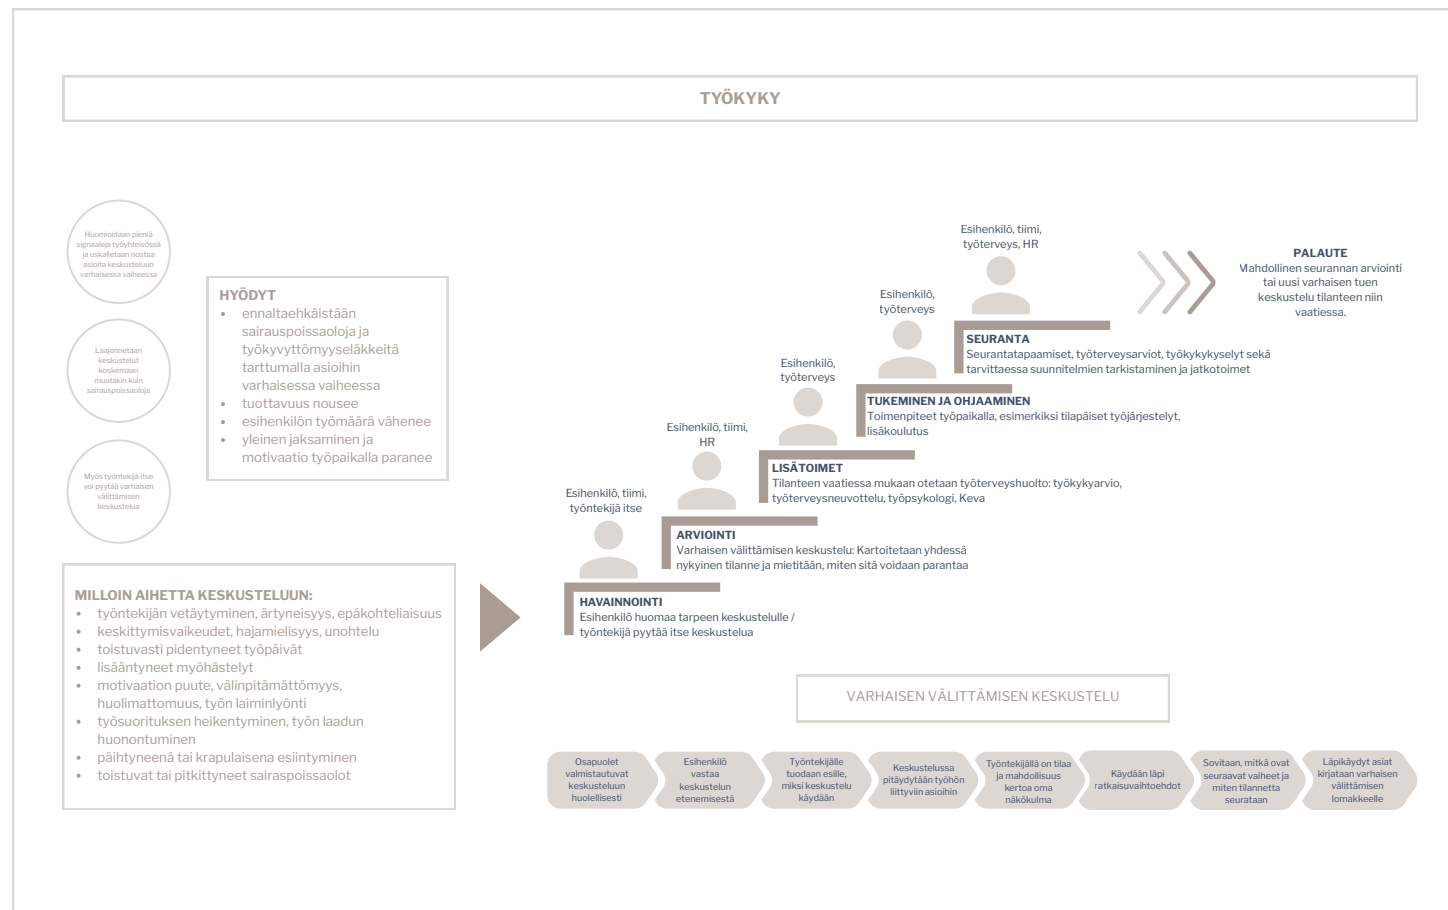 TYÖKYKY
Huomioidaan pieniä
signaaleja työyhteisössä
ja uskalletaan nostaa
asioita keskusteluun
varhaisessa vaiheessa
Laajennetaan
keskustelut
koskemaan
muutakin kuin
sairauspoissaoloja
Myös työntekijä itse
voi pyytää varhaisen
välittämisen
keskustelua
HYÖDYT
• ennaltaehkäistään
sairauspoissaoloja ja
työkyvyttömyyseläkkeitä
tarttumalla asioihin
varhaisessa vaiheessa
• tuottavuus nousee
• esihenkilön työmäärä vähenee
• yleinen jaksaminen ja
motivaatio työpaikalla paranee
MILLOIN AIHETTA KESKUSTELUUN:
• työntekijän vetäytyminen, ärtyneisyys, epäkohteliaisuus
• keskittymisvaikeudet, hajamielisyys, unohtelu
• toistuvasti pidentyneet työpäivät
• lisääntyneet myöhästelyt
• motivaation puute, välinpitämättömyys,
huolimattomuus, työn laiminlyönti
• työsuorituksen heikentyminen, työn laadun
huonontuminen
• päihtyneenä tai krapulaisena esiintyminen
• toistuvat tai pitkittyneet sairaspoissaolot
Esihenkilö, tiimi,
työntekijä itse
HAVAINNOINTI
Esihenkilö huomaa tarpeen keskustelulle /
työntekijä pyytää itse keskustelua
Esihenkilö, tiimi,
HR
ARVIOINTI
Varhaisen välittämisen keskustelu: Kartoitetaan yhdessä
nykyinen tilanne ja mietitään, miten sitä voidaan parantaa
Esihenkilö,
työterveys
LISÄTOIMET
Tilanteen vaatiessa mukaan otetaan työterveyshuolto: työkykyarvio,
työterveysneuvottelu, työpsykologi, Keva
Esihenkilö,
työterveys
TUKEMINEN JA OHJAAMINEN
Toimenpiteet työpaikalla, esimerkiksi tilapäiset työjärjestelyt,
lisäkoulutus
Esihenkilö, tiimi,
työterveys, HR
SEURANTA
Seurantatapaamiset, työterveysarviot, työkykykyselyt sekä
tarvittaessa suunnitelmien tarkistaminen ja jatkotoimet
PALAUTE
Mahdollinen seurannan arviointi
tai uusi varhaisen tuen
keskustelu tilanteen niin
vaatiessa.
VARHAISEN VÄLITTÄMISEN KESKUSTELU
Osapuolet
valmistautuvat
keskusteluun
huolellisesti
Esihenkilö
vastaa
keskustelun
etenemisestä
Työntekijälle
tuodaan esille,
miksi keskustelu
käydään
Keskustelussa
pitäydytään työhön
liittyviin asioihin
Työntekijällä on tilaa
ja mahdollisuus
kertoa oma
näkökulma
Käydään läpi
ratkaisuvaihtoehdot
Sovitaan, mitkä ovat
seuraavat vaiheet ja
miten tilannetta
seurataan
Läpikäydyt asiat
kirjataan varhaisen
välittämisen
lomakkeelle